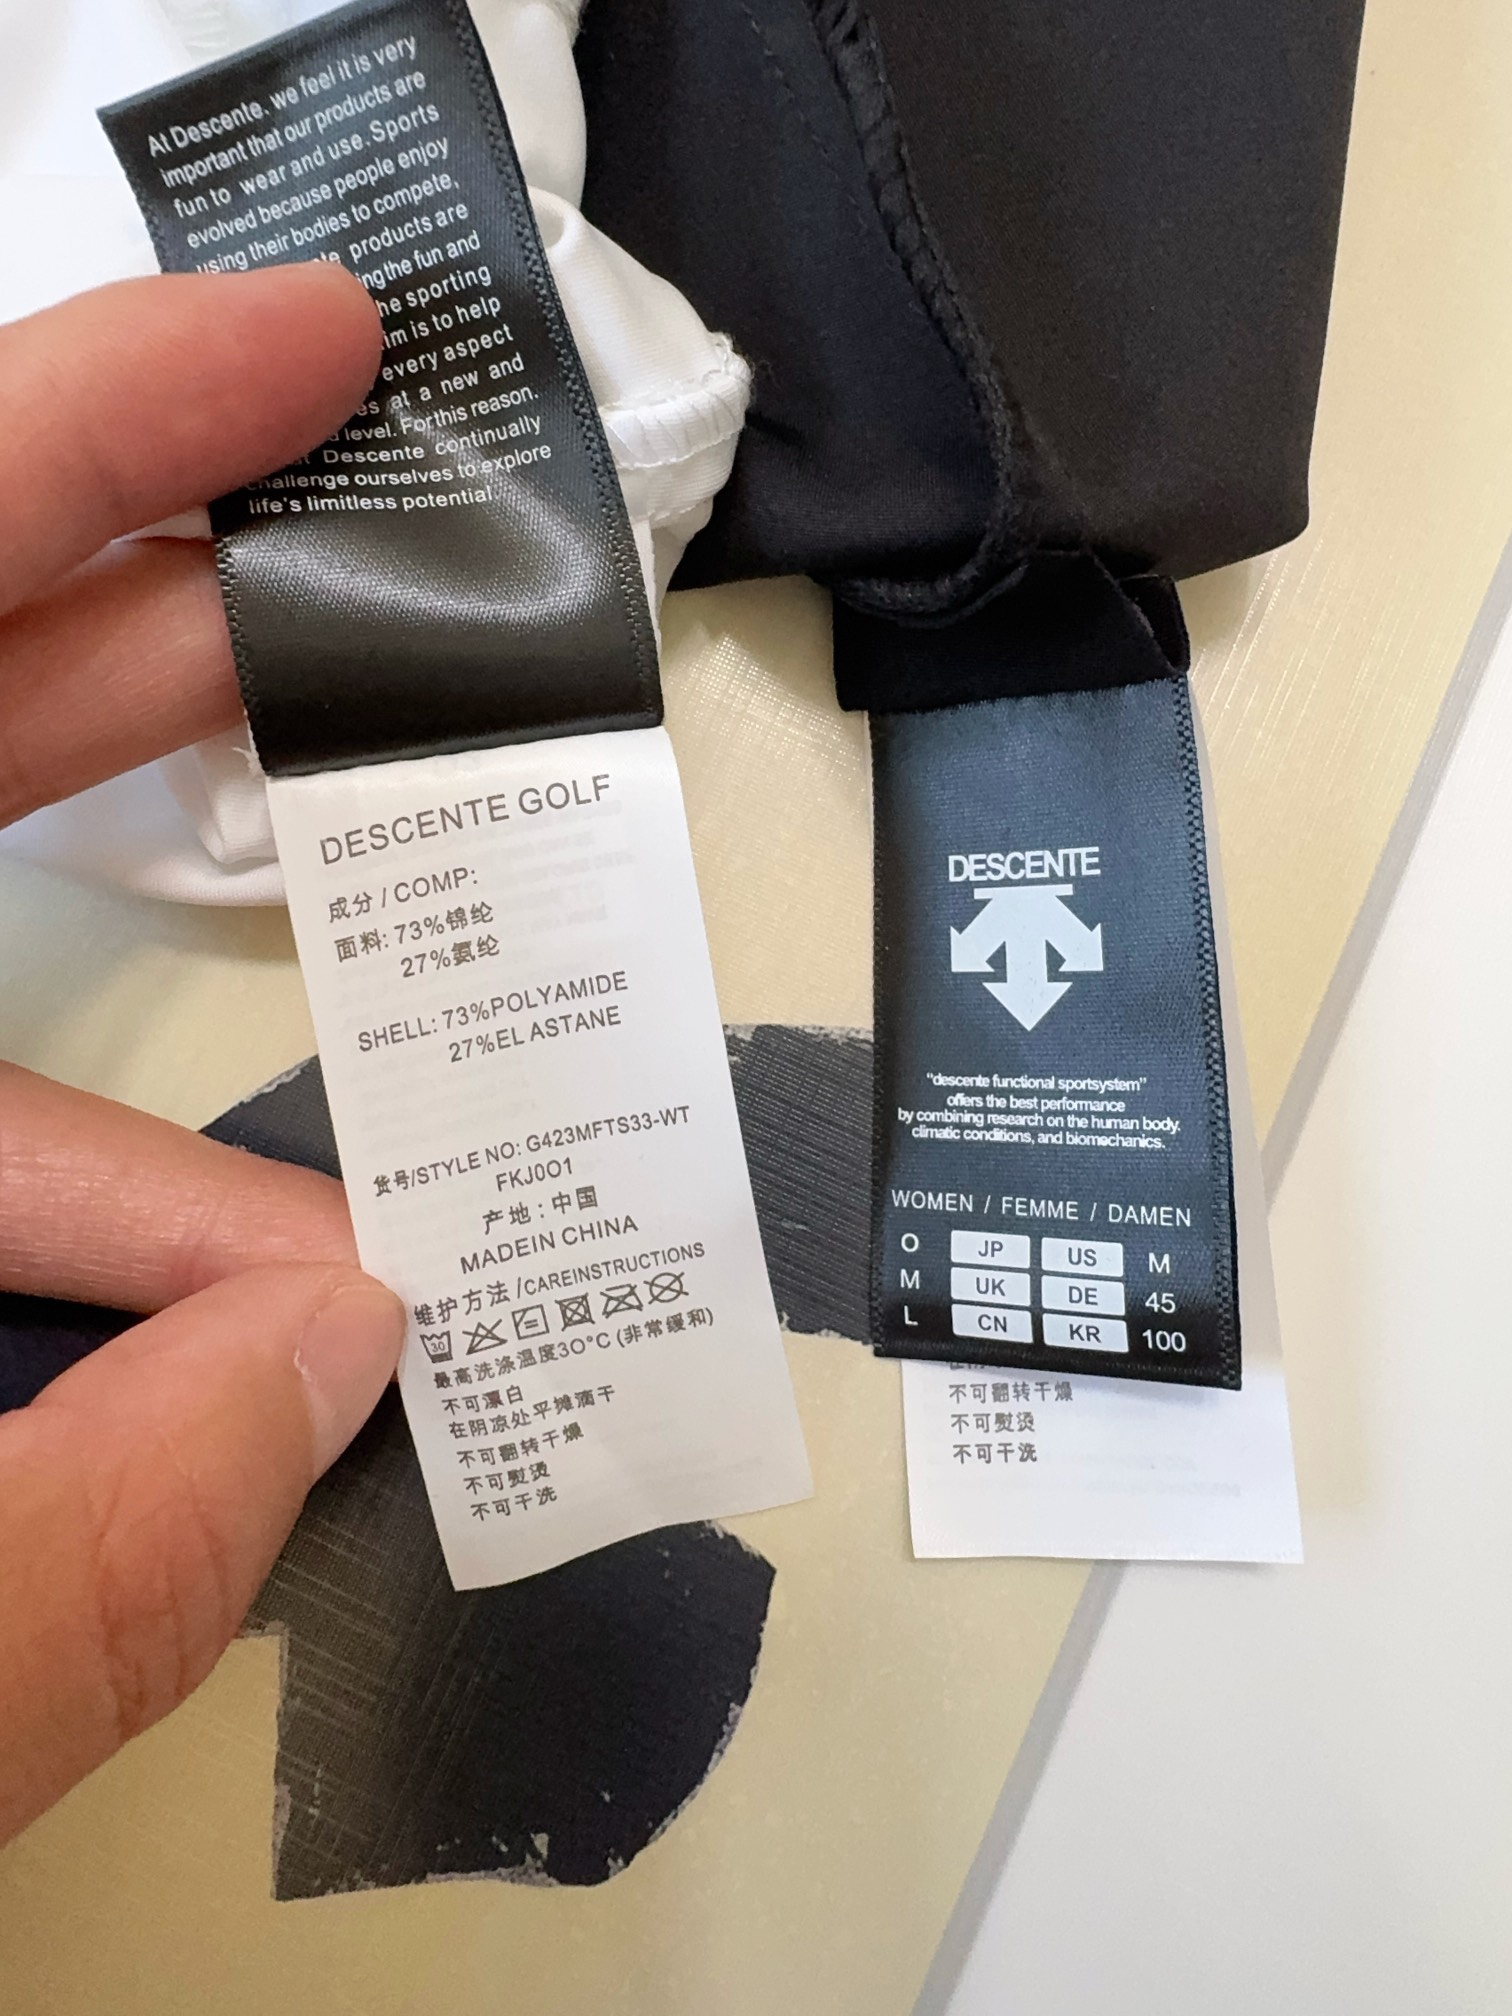 At Descente, we feel it is very
important that our products are
fun to wear and use. Sports
evolved because people enjoy
using their bodies to compete,
products are
the fun and
sporting
is to help
every aspect
at a new and
level. For this reason.
Descente continually
challenge ourselves to explore
life's limitless potential
DESCENTE GOLF
成分 / COMP:
面料: 73%锦纶
27%氨纶
SHELL: 73%POLYAMIDE
27%EL ASTANE
货号/STYLE NO: G423MFTS33-WT
FKJ0O1
产地 : 中国
MADEIN CHINA
维护方法 /CAREINSTRUCTIONS
30
最高洗涤温度3O°C (非常缓和)
不可漂白
在阴凉处平摊滴干
不可翻转干燥
不可熨烫
不可干洗
DESCENTE
“descente functional sportsystem”
offers the best performance
by combining research on the human body.
climatic conditions, and biomechanics.
WOMEN / FEMME / DAMEN
O JP US M
M UK DE 45
L CN KR 100
不可翻转干燥
不可熨烫
不可干洗